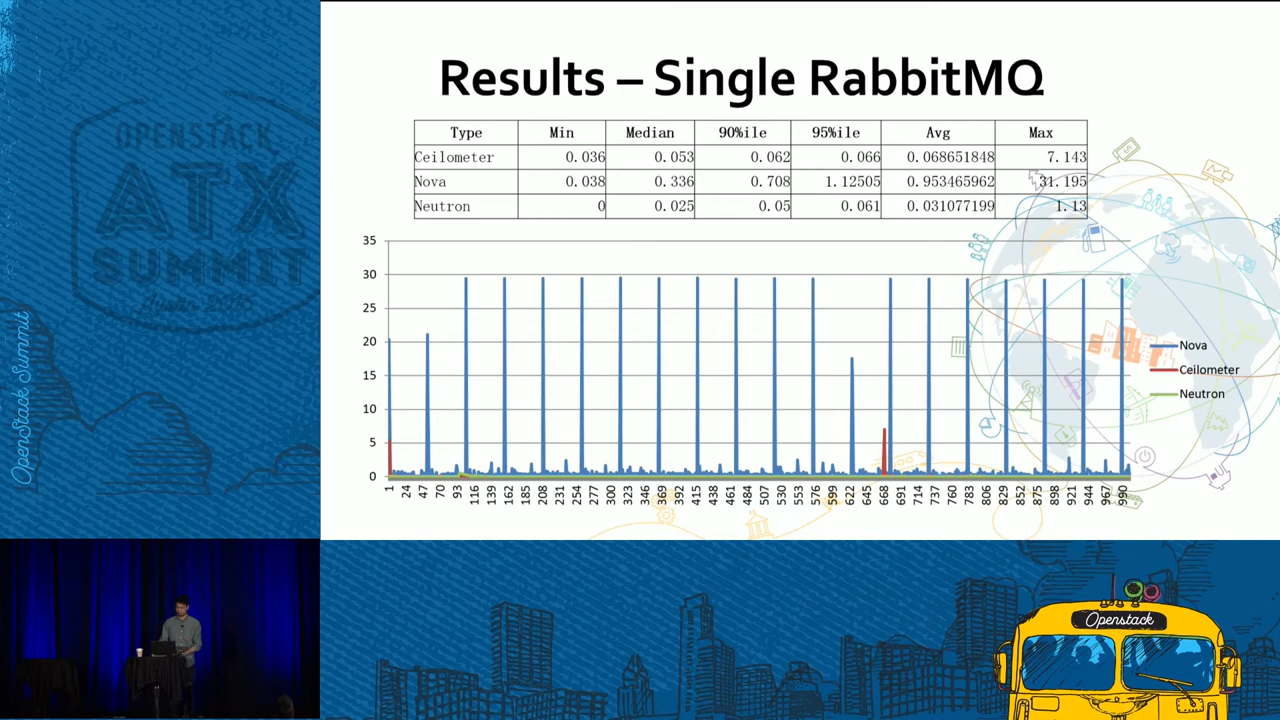 OPENSTACK
ATX
SUMMIT
Austin 2016
OpenStack Summit
Results – Single RabbitMQ
Type Min Median 90%ile 95%ile Avg Max
Ceilometer 0.036 0.053 0.062 0.066 0.068651848 7.143
Nova 0.038 0.336 0.708 1.12505 0.953465962 31.195
Neutron 0 0.025 0.05 0.061 0.031077199 1.13
35
30
25
20
15
10
5
0
1 24 47 70 93 116 139 162 185 208 231 254 277 300 323 346 369 392 415 438 461 484 507 530 553 576 599 622 645 668 691 714 737 760 783 806 829 852 875 898 921 944 967 990
Nova
Ceilometer
Neutron
Openstack